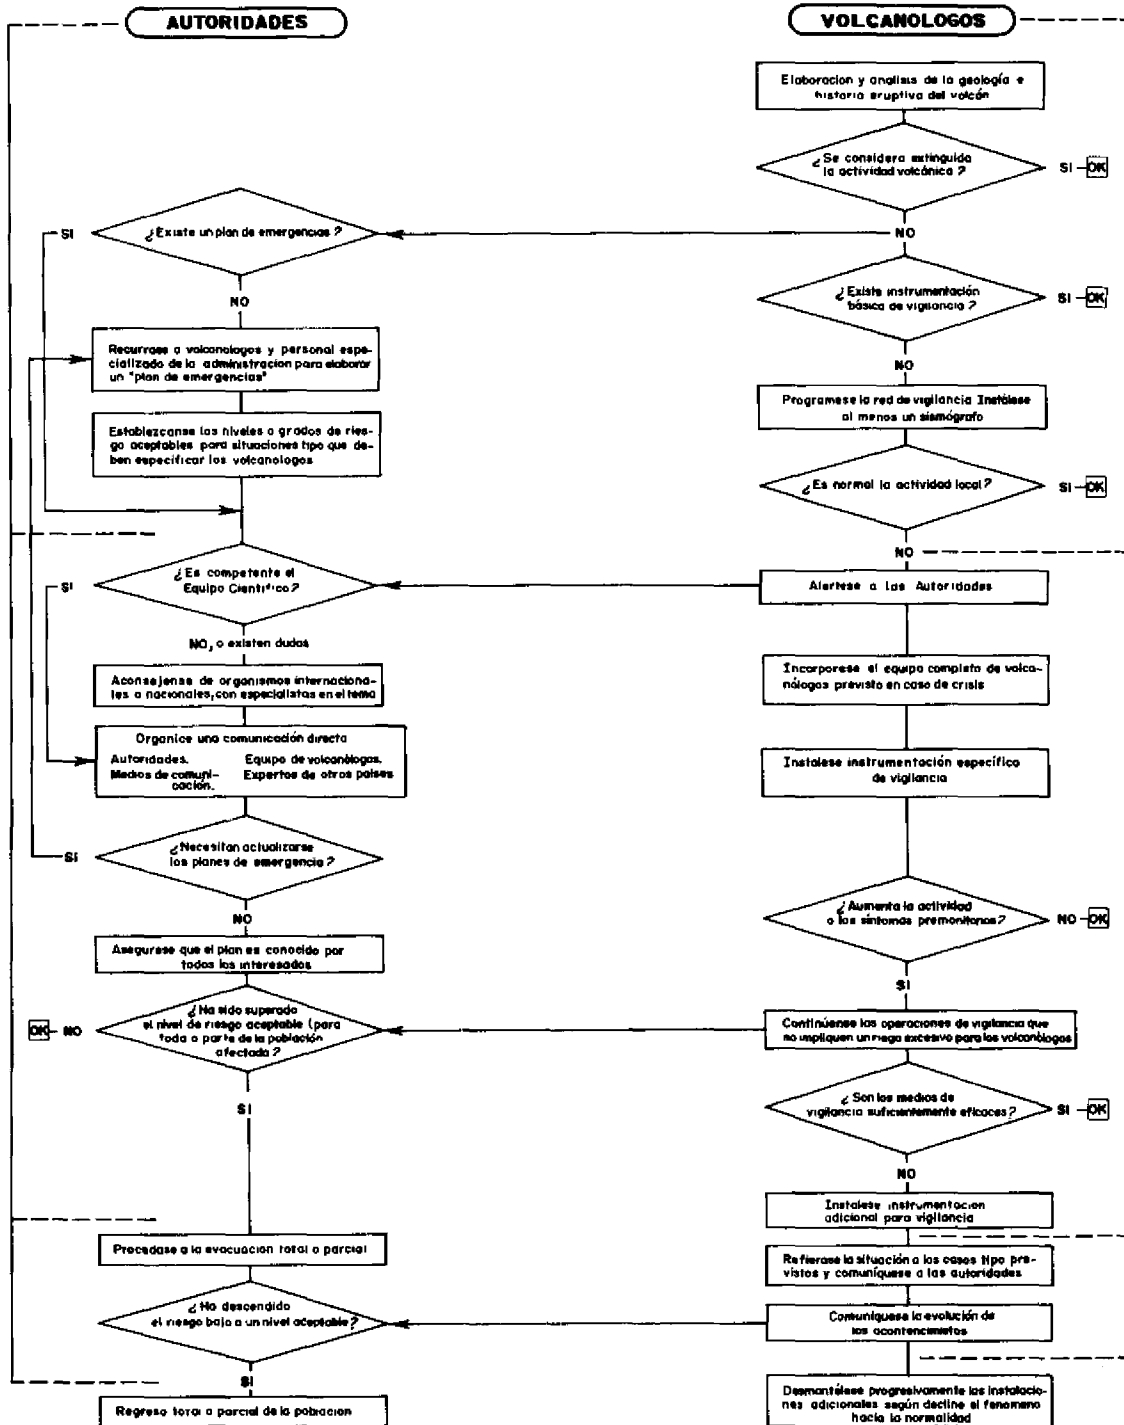 AUTORIDADES
¿Existe un plan de emergencias?
SI
NO
Recurrase a volcanologos y personal espe-
cializado de la administracion para elaborar
un "plan de emergencias"
Establezcanse los niveles o grados de ries-
go aceptables para situaciones tipo que de-
ben especificar los volcanologos
¿Es competente el
Equipo Científico?
SI
NO, o existen dudas
Aconsejense de organismos internaciona-
les o nacionales, con especialistas en el tema
Organice una comunicación directa
Autoridades. Equipo de volcanólogos.
Medios de comuni- Expertos de otros paises
cación.
¿Necesitan actualizarse
los planes de emergencia?
SI
NO
Asegurese que el plan es conocido por
todos los interesados
¿Ha sido superado
el nivel de riesgo aceptable (para
toda o parte de la población
afectada?
OK NO
SI
Procedase a la evacuación total o parcial
¿Ha descendido
el riesgo bajo a un nivel aceptable?
SI
Regreso total o parcial de la poblacion
VOLCANOLOGOS
Elaboracion y analisis de la geología e
historia eruptiva del volcán
¿Se considera extinguida
la actividad volcánica?
SI OK
NO
¿Existe instrumentación
básica de vigilancia?
SI OK
NO
Programese la red de vigilancia Instálese
al menos un sismógrafo
¿Es normal la actividad local?
SI OK
NO
Alertese a las Autoridades
Incorporese el equipo completo de volca-
nólogos previsto en caso de crisis
Instalese instrumentación específica
de vigilancia
¿Aumenta la actividad
o los síntomas premonitorios?
NO OK
SI
Continúense las operaciones de vigilancia que
no impliquen un riego excesivo para los volcanólogos
¿Son los medios de
vigilancia suficientemente eficaces?
SI OK
NO
Instalese instrumentacion
adicional para vigilancia
Refierase la situación a los casos tipo pre-
vistos y comuníquese a las autoridades
Comuníquese la evolución de
los acontencimietos
Desmantélese progresivamente las instalacio-
nes adicionales según decline el fenomeno
hacia la normalidad